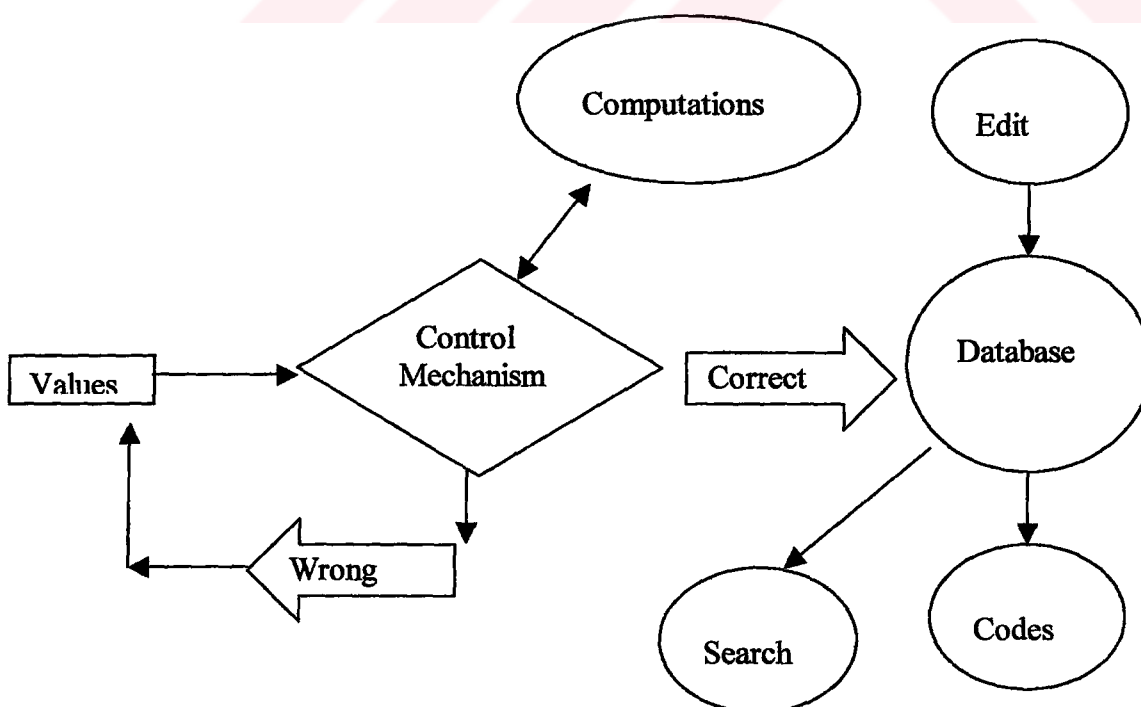 Computations
Edit
Control
Mechanism
Database
Values
Correct
Wrong
Search
Codes